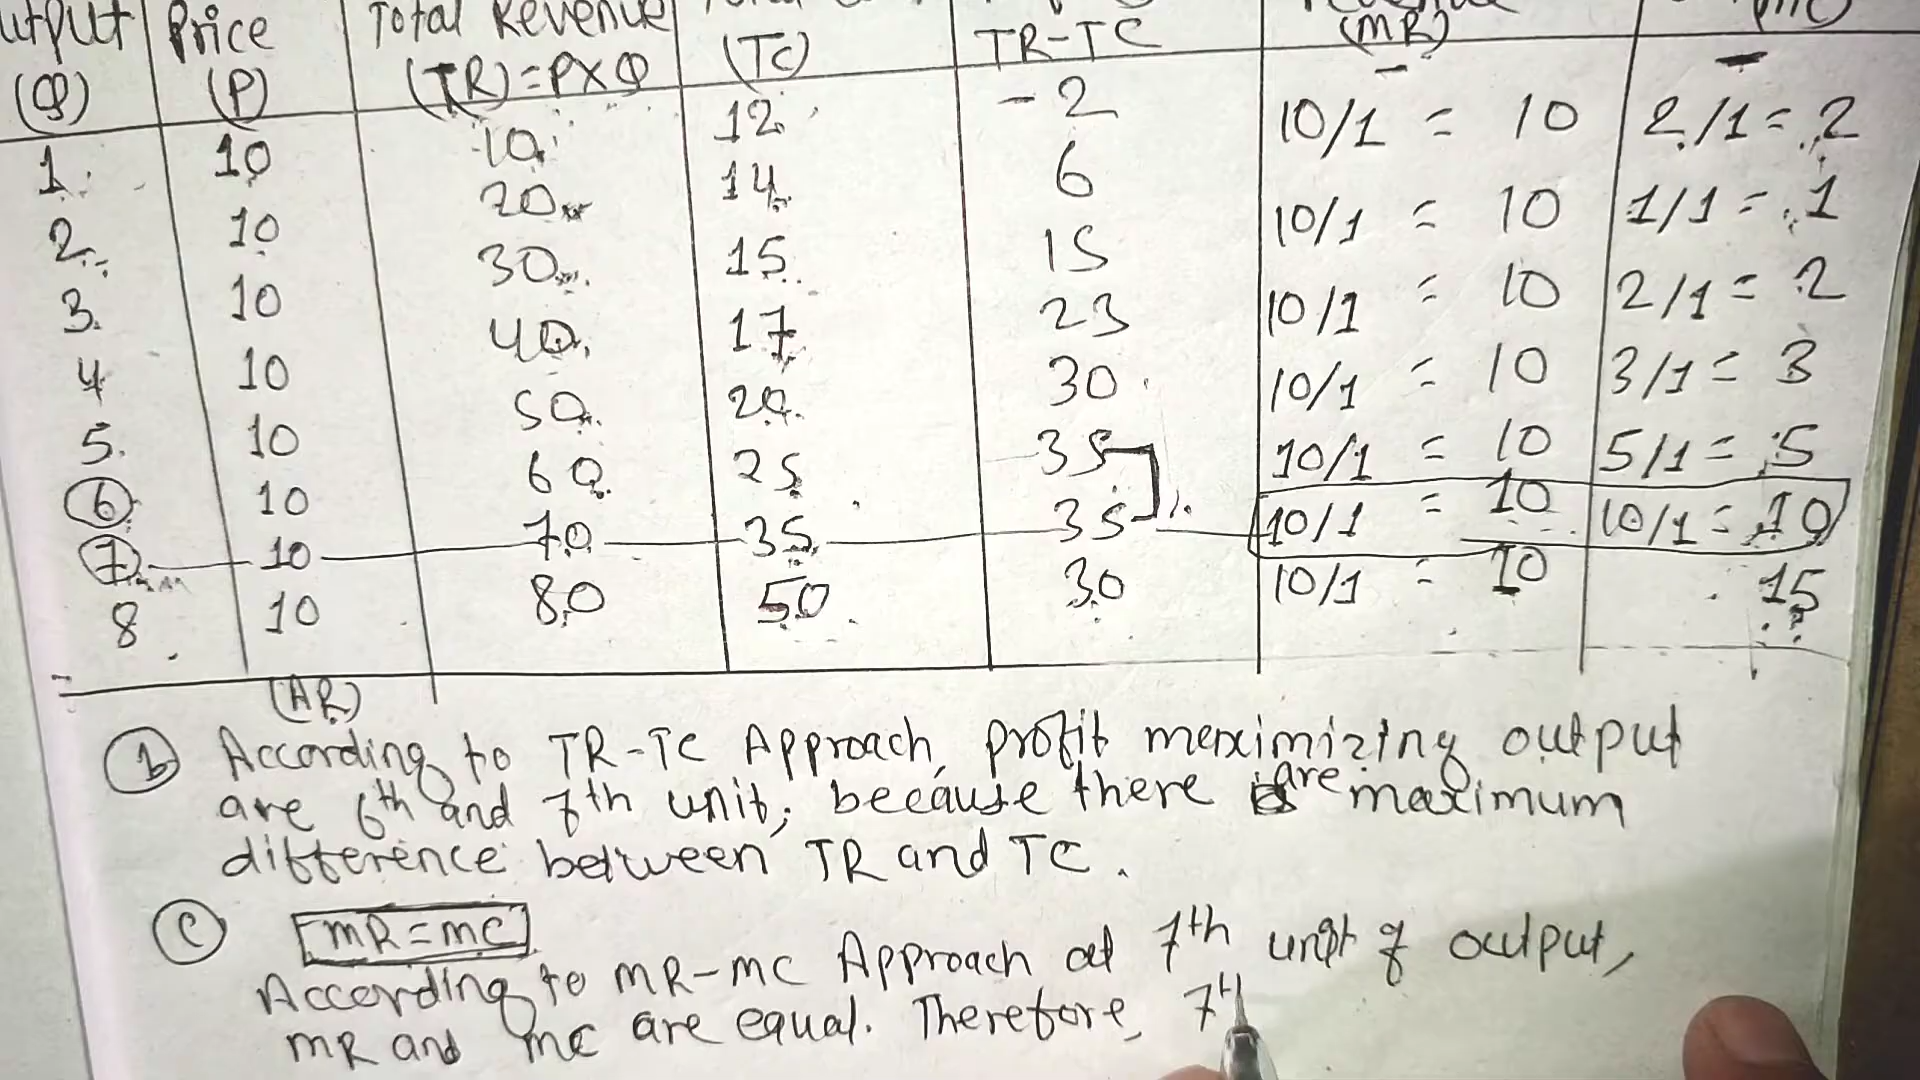 utput Price Total Revenue
(Q) (P) (TR)=PXQ (TC) TR-TC (MR)
1. 10 10 12 -2 - -
2. 10 20 14 6 10/1 = 10 2/1 = 2
3. 10 30 15 15 10/1 = 10 1/1 = 1
4 10 40 17 23 10/1 = 10 2/1 = 2
5. 10 50 20 30 10/1 = 10 3/1 = 3
6 10 60 25 35 10/1 = 10 5/1 = 5
7 10 70 35 35 10/1 = 10 10/1 = 10
8 10 80 50 30 10/1 = 10 15
(AR)
b According to TR-TC Approach, profit meximizing output
are 6th and 7th unit; because there are maximum
difference between TR and TC.
c MR=MC
According to MR-MC Approach at 7th unit of output,
MR and MC are equal. Therefore, 7th